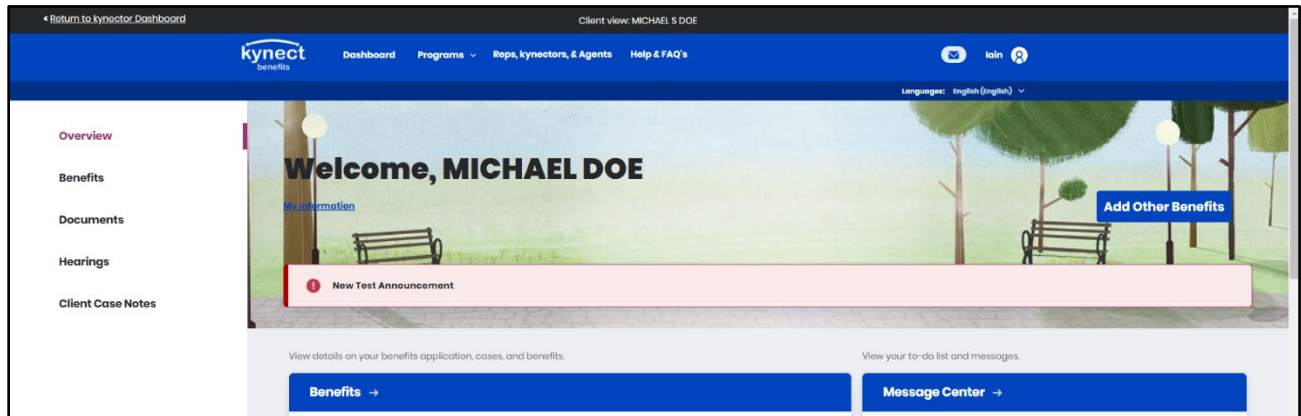 < Return to kynector Dashboard
Client view: MICHAEL S DOE
kynect
benefits
Dashboard
Programs
Reps, kynectors, & Agents
Help & FAQ's
Iain
Languages: English (English)
Overview
Benefits
Documents
Hearings
Client Case Notes
Welcome, MICHAEL DOE
My Information
Add Other Benefits
New Test Announcement
View details on your benefits application, cases, and benefits.
View your to-do list and messages.
Benefits →
Message Center →